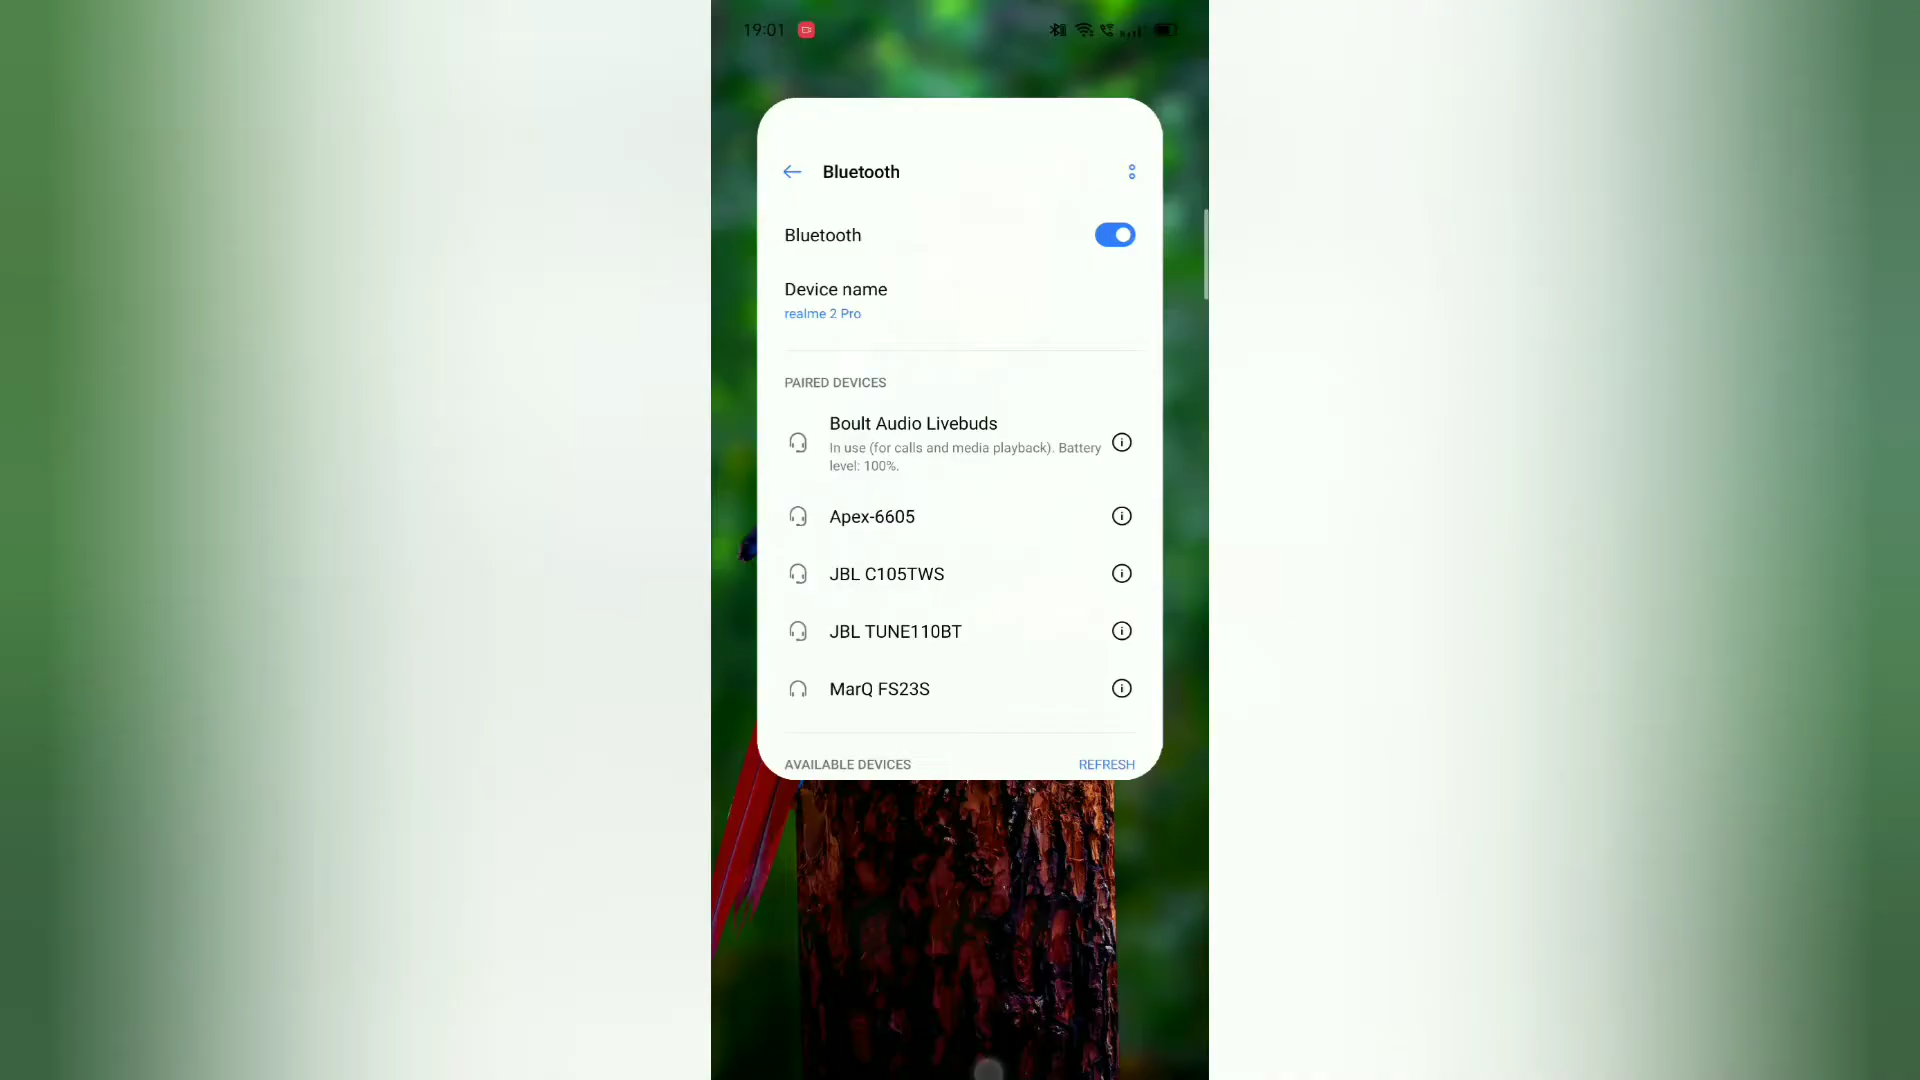 19:01
Bluetooth
Bluetooth
Device name
realme 2 Pro
PAIRED DEVICES
Boult Audio Livebuds
In use (for calls and media playback). Battery
level: 100%.
Apex-6605
JBL C105TWS
JBL TUNE110BT
MarQ FS23S
AVAILABLE DEVICES REFRESH